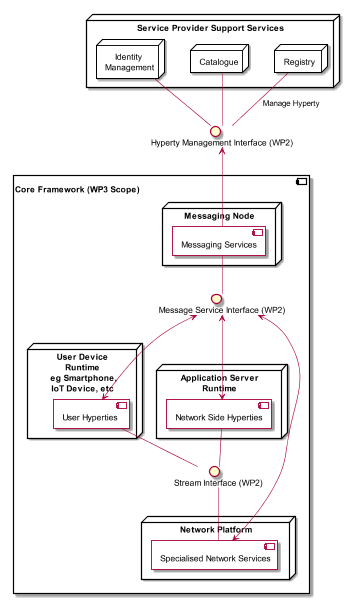 Service Provider Support Services
Identity
Management
Catalogue
Registry
Manage Hyperty
Hyperty Management Interface (WP2)
Core Framework (WP3 Scope)
Messaging Node
Messaging Services
Message Service Interface (WP2)
User Device
Runtime
eg Smartphone,
IoT Device, etc
User Hyperties
Application Server
Runtime
Network Side Hyperties
Stream Interface (WP2)
Network Platform
Specialised Network Services